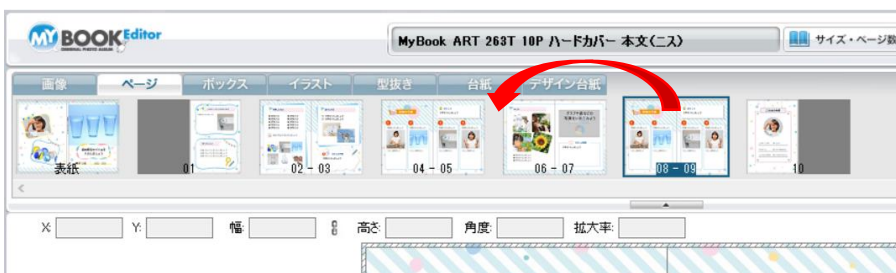 MY BOOK Editor
ORIGINAL PHOTO ALBUM
MyBook ART 263T 10P ハードカバー 本文(ニス)
サイズ・ページ数
画像 ページ ボックス イラスト 型抜き 台紙 デザイン台紙
表紙 01 02 - 03 04 - 05 06 - 07 08 - 09 10
X: Y: 幅: 高さ: 角度: 拡大率: